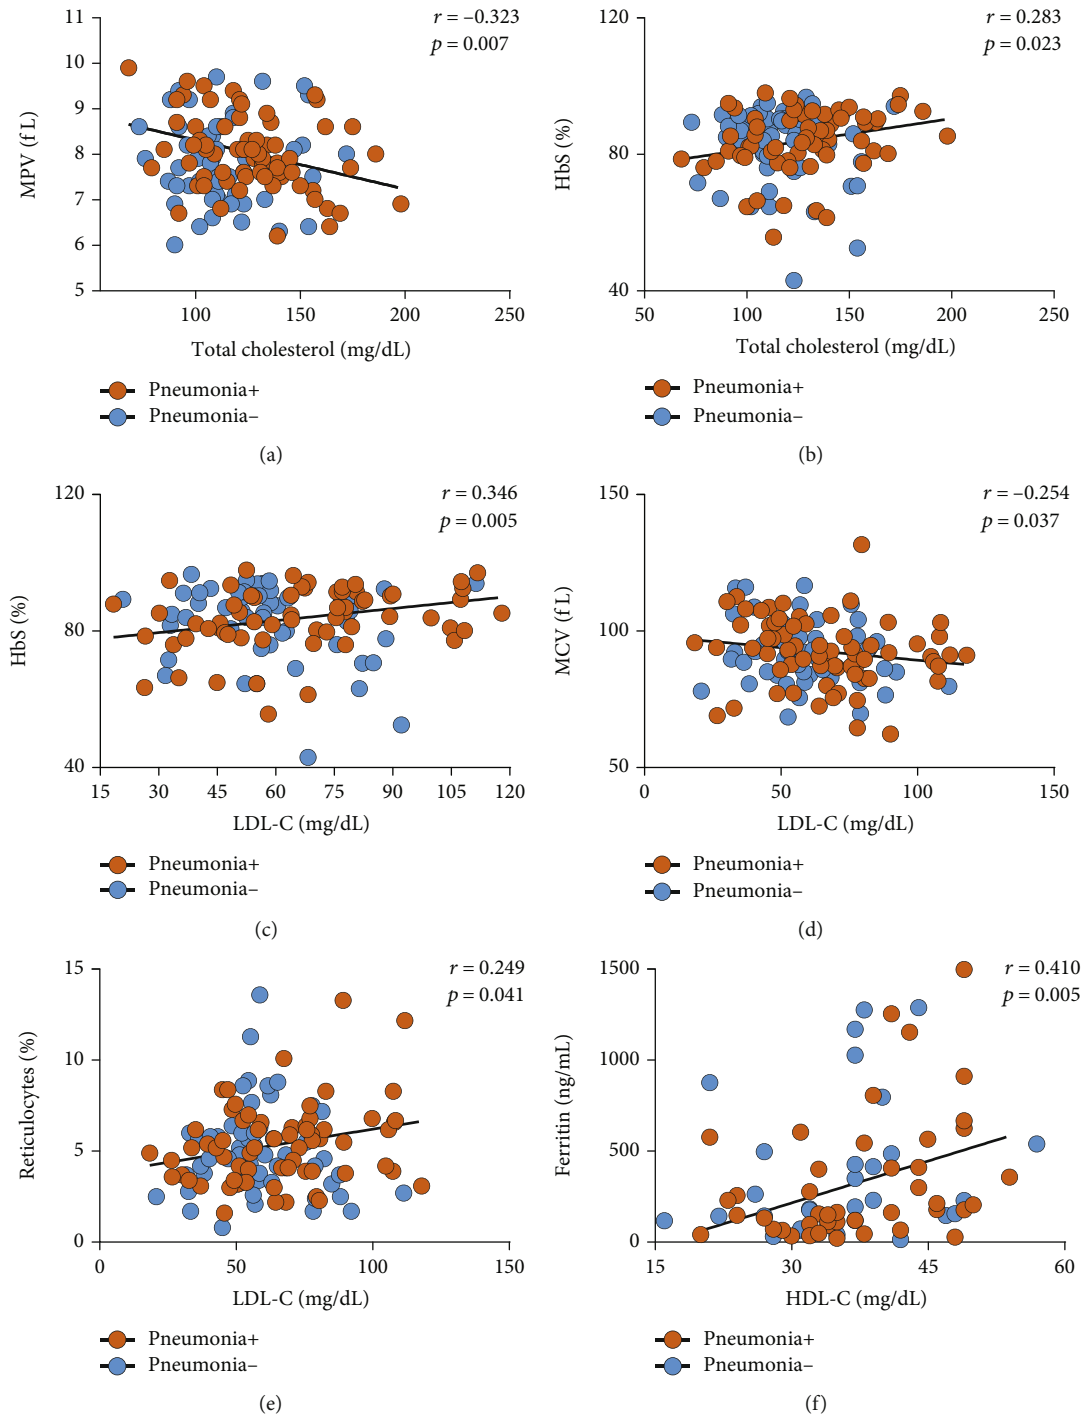 11
10
9
8
7
6
5
MPV (f L)
r = –0.323
p = 0.007
100
150
200
250
Total cholesterol (mg/dL)
Pneumonia+
Pneumonia–
(a)
120
80
40
HbS (%)
r = 0.283
p = 0.023
50
100
150
200
250
Total cholesterol (mg/dL)
Pneumonia+
Pneumonia–
(b)
120
80
40
HbS (%)
r = 0.346
p = 0.005
15
30
45
60
75
90
105
120
LDL-C (mg/dL)
Pneumonia+
Pneumonia–
(c)
150
100
50
MCV (f L)
r = –0.254
p = 0.037
0
50
100
150
LDL-C (mg/dL)
Pneumonia+
Pneumonia–
(d)
15
10
5
0
Reticulocytes (%)
r = 0.249
p = 0.041
0
50
100
150
LDL-C (mg/dL)
Pneumonia+
Pneumonia–
(e)
1500
1000
500
0
Ferritin (ng/mL)
r = 0.410
p = 0.005
15
30
45
60
HDL-C (mg/dL)
Pneumonia+
Pneumonia–
(f)